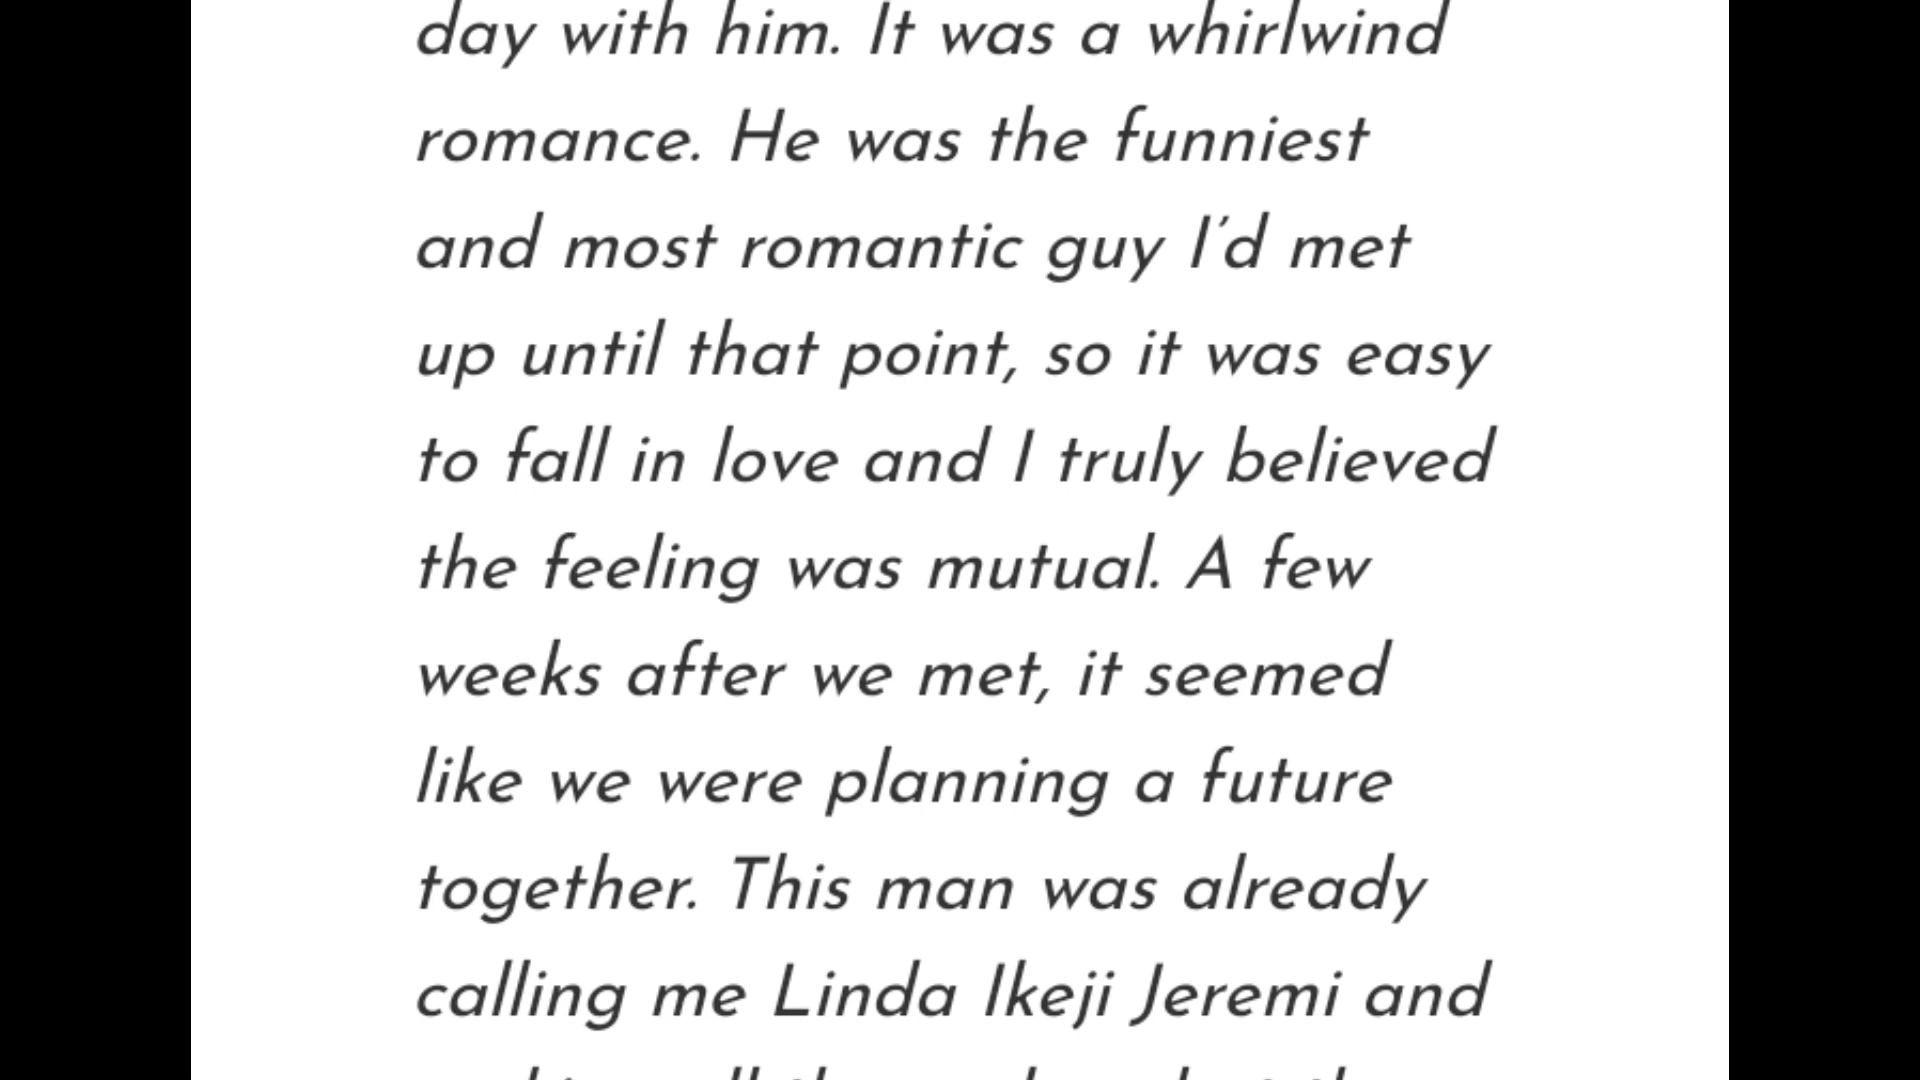 day with him. It was a whirlwind
romance. He was the funniest
and most romantic guy I'd met
up until that point, so it was easy
to fall in love and I truly believed
the feeling was mutual. A few
weeks after we met, it seemed
like we were planning a future
together. This man was already
calling me Linda Ikeji Jeremi and